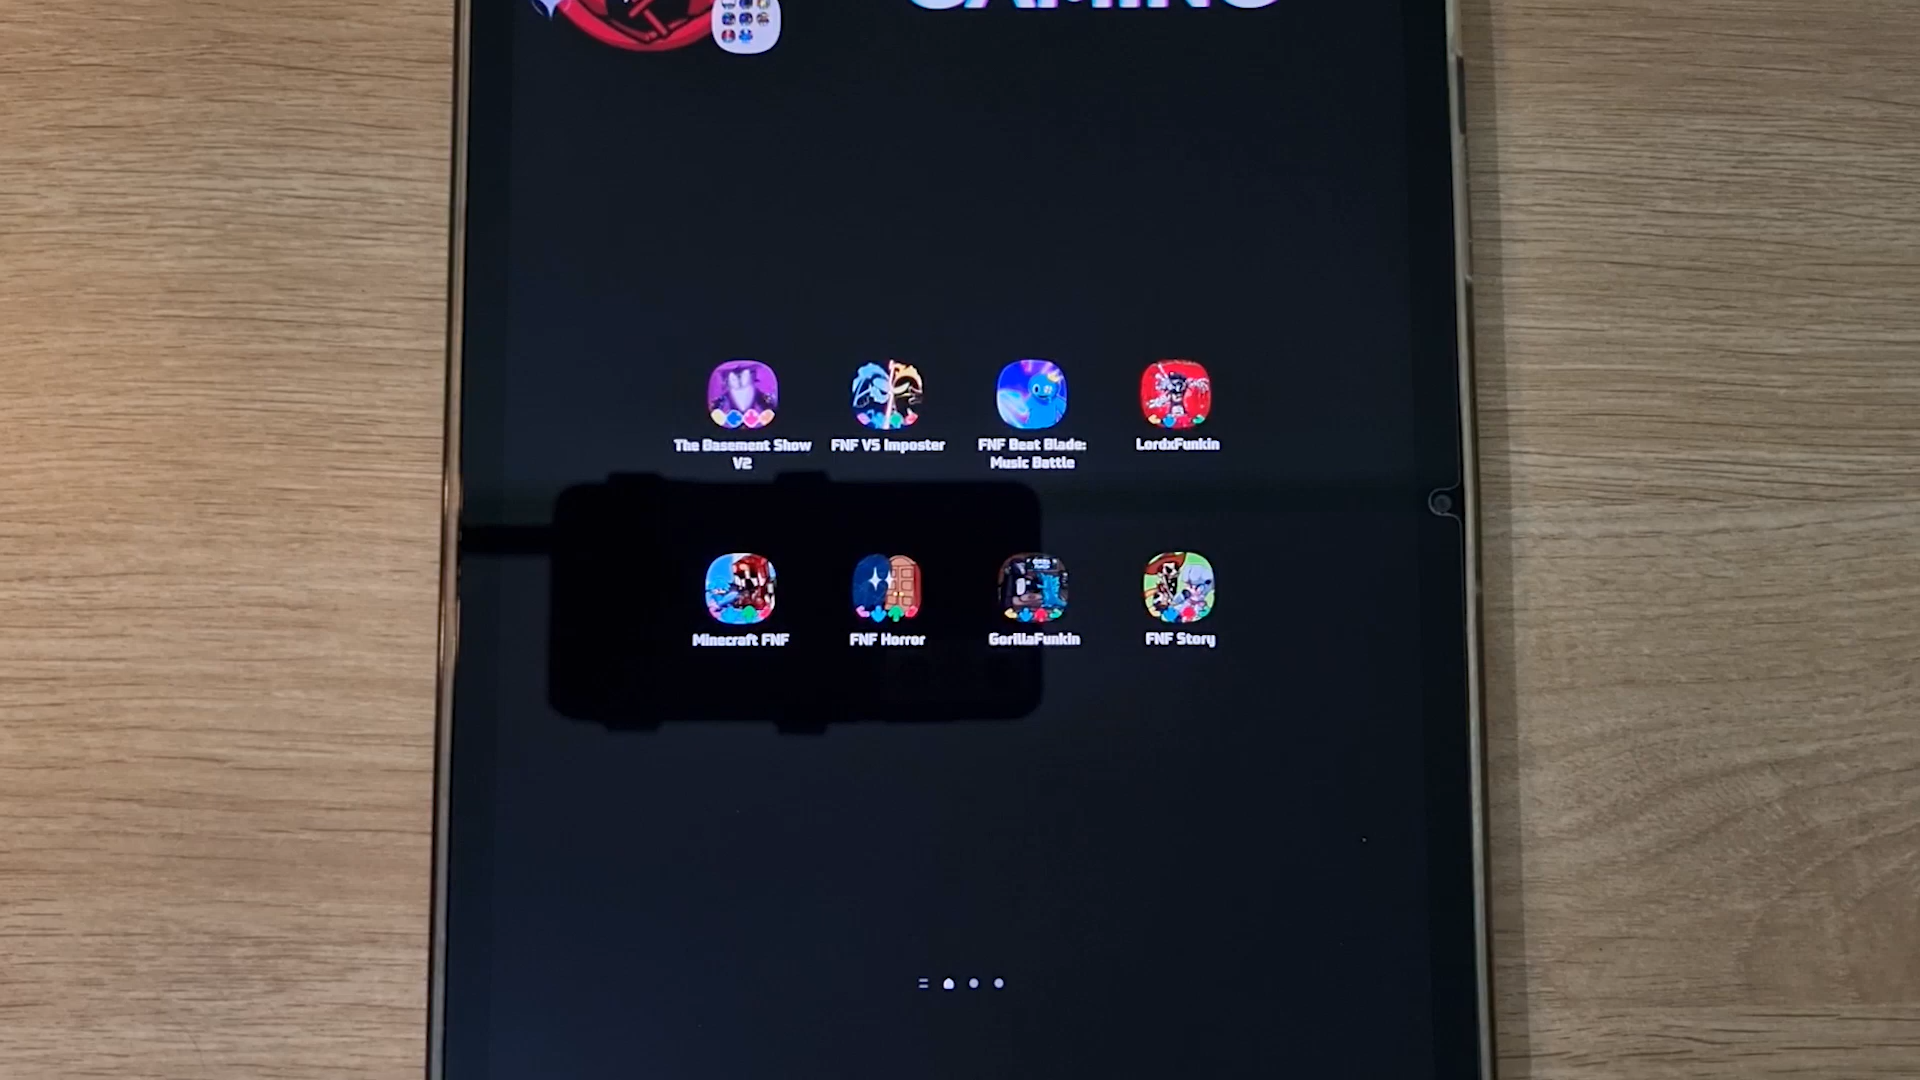 GAMING
The Basement Show
V2
FNF VS Imposter
FNF Beat Blade:
Music Battle
LordxFunkin
Minecraft FNF
FNF Horror
GorillaFunkin
FNF Story